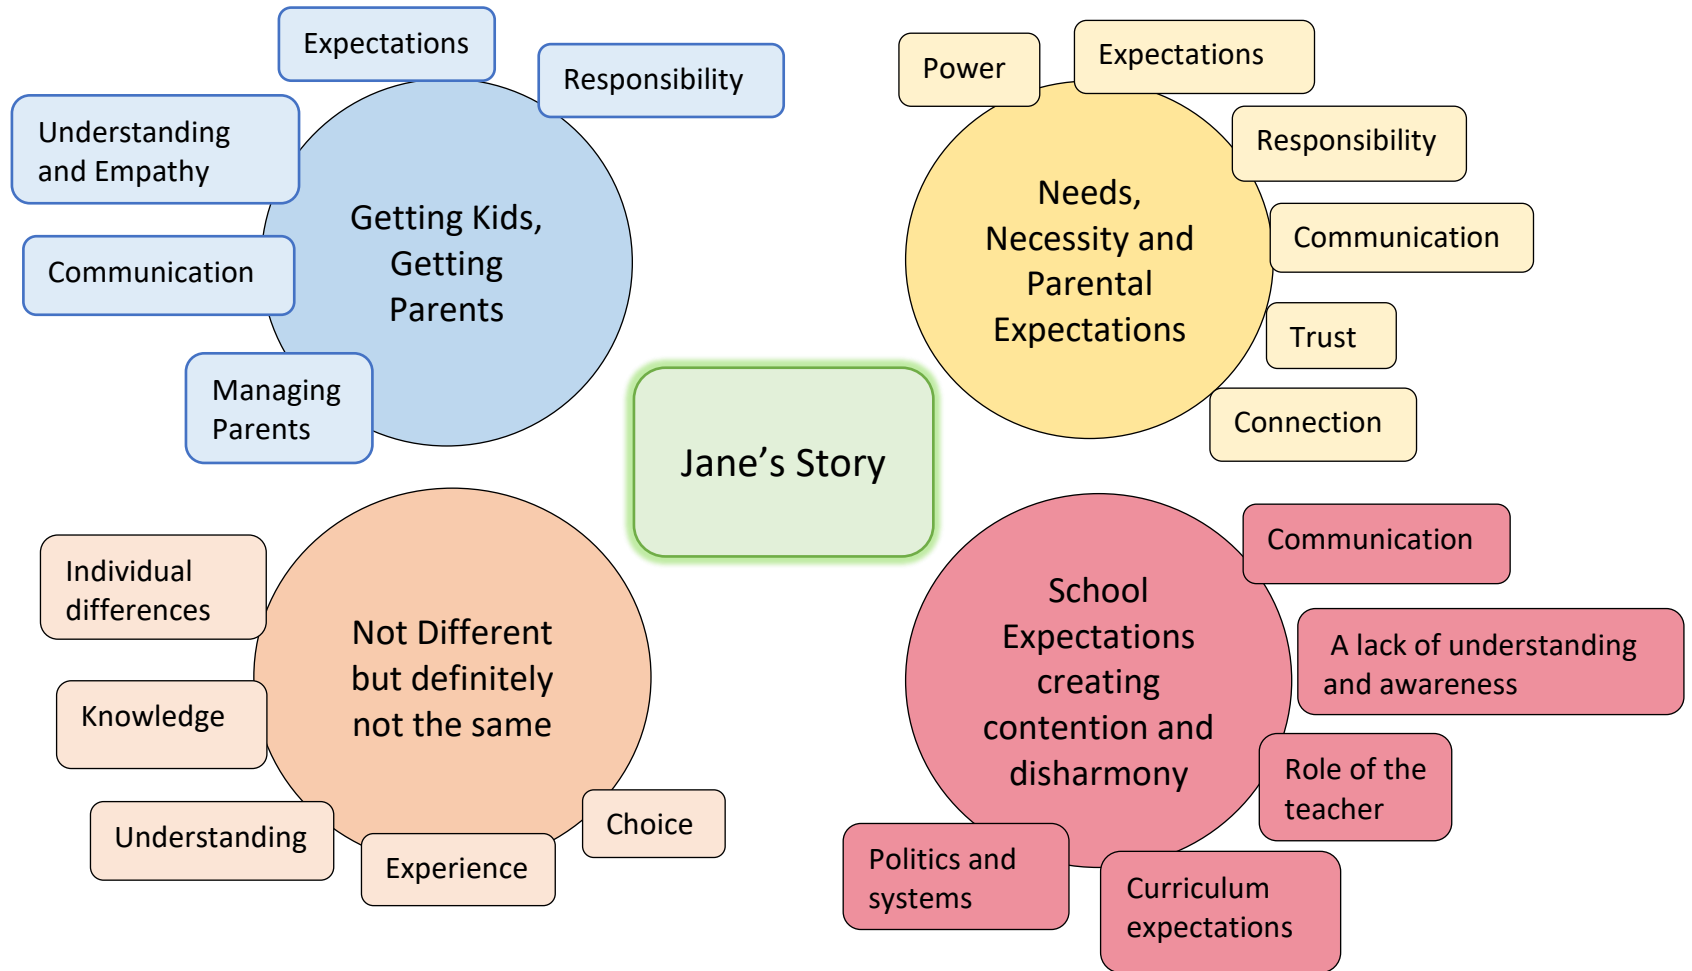 Expectations
Responsibility
Understanding
and Empathy
Communication
Managing
Parents
Getting Kids,
Getting
Parents
Power
Expectations
Responsibility
Communication
Trust
Connection
Needs,
Necessity and
Parental
Expectations
Jane’s Story
Individual
differences
Knowledge
Understanding
Experience
Choice
Not Different
but definitely
not the same
School
Expectations
creating
contention and
disharmony
Communication
A lack of understanding
and awareness
Role of the
teacher
Curriculum
expectations
Politics and
systems